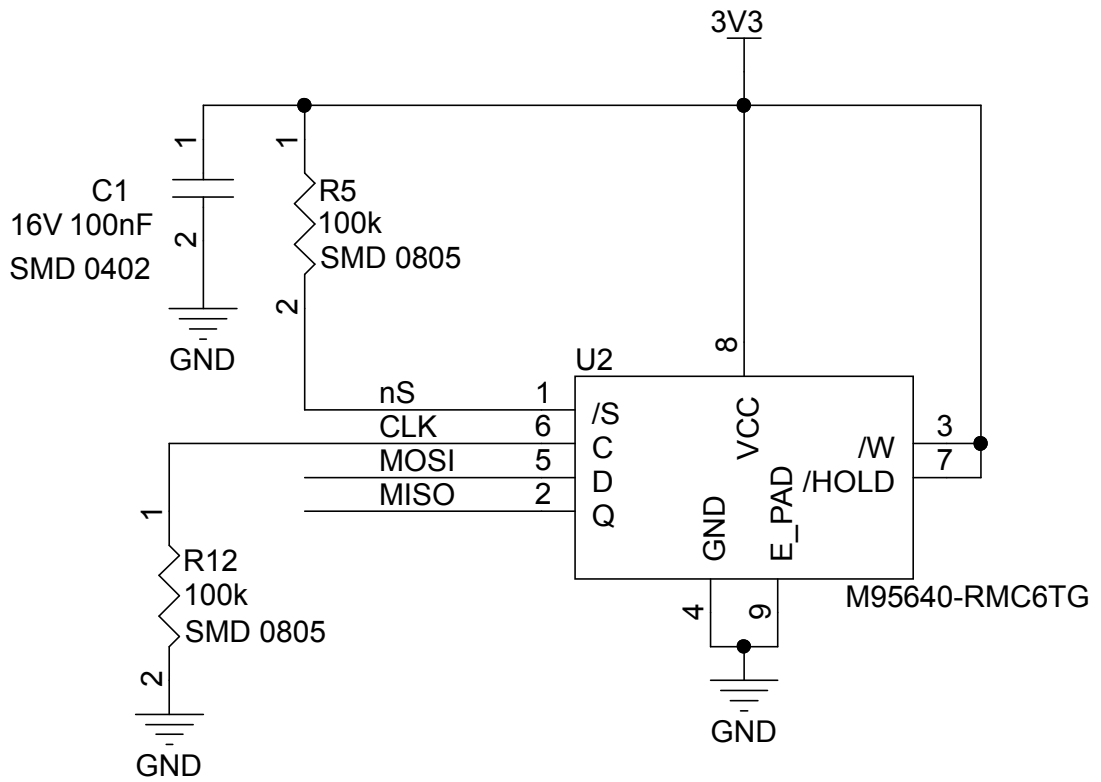 3V3
1
1
C1
16V 100nF
2
SMD 0402
R5
100k
SMD 0805
2
GND
8
U2
nS
1
/S
CLK
6
C
MOSI
5
D
MISO
2
Q
VCC
/W
3
/HOLD
7
GND
E_PAD
M95640-RMC6TG
4
9
GND
1
R12
100k
SMD 0805
2
GND